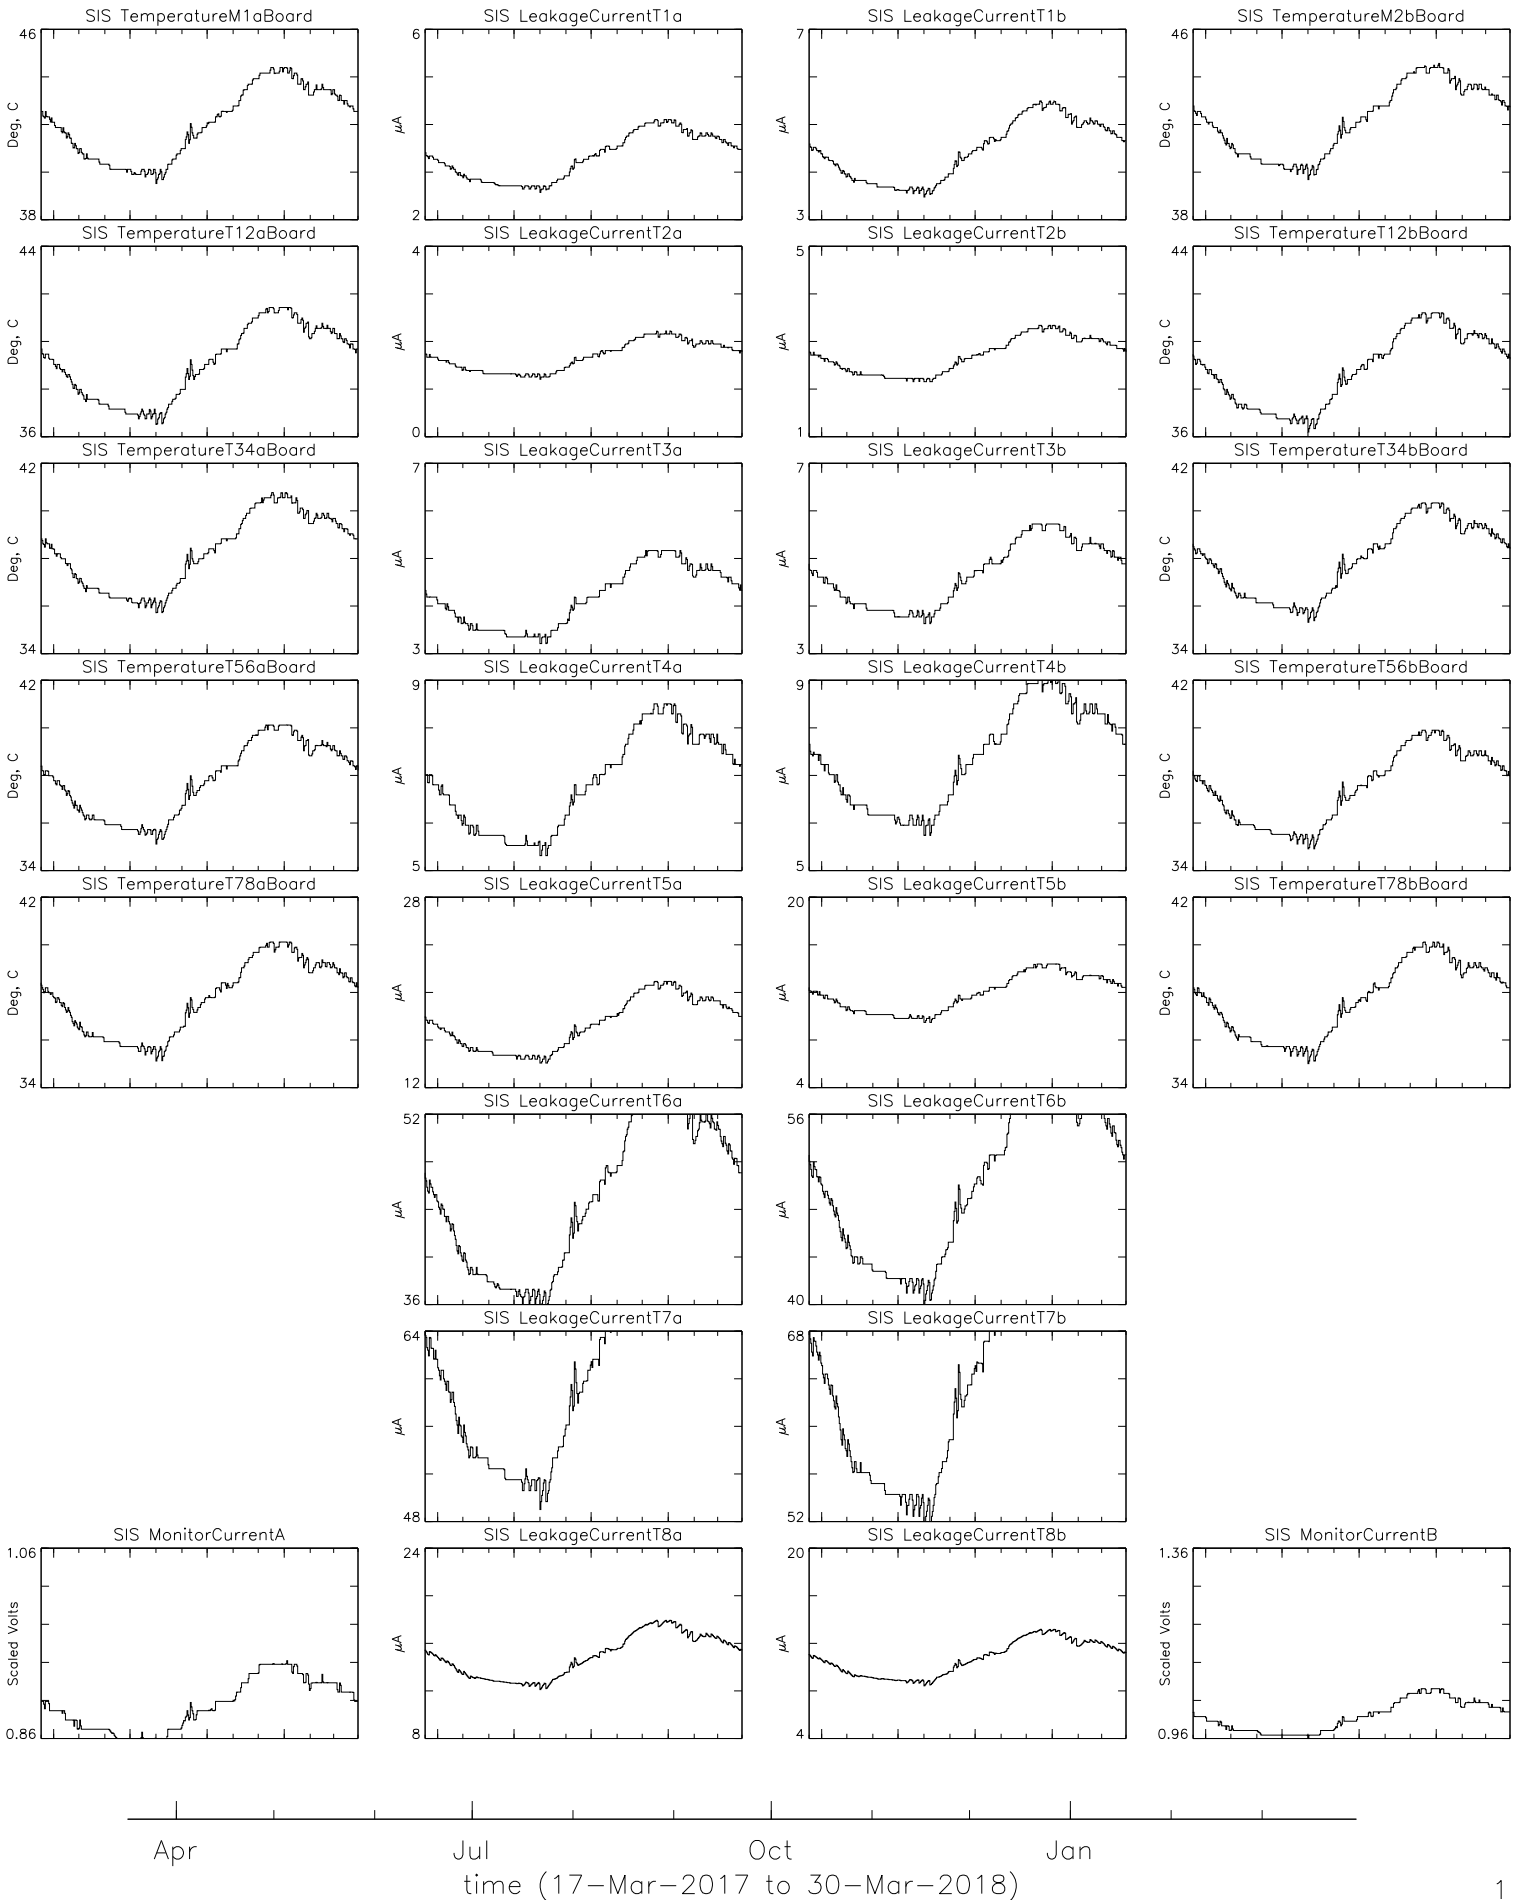 SIS TemperatureM1aBoard
46
Deg, C
38
SIS LeakageCurrentT1a
6
μA
2
SIS LeakageCurrentT1b
7
μA
3
SIS TemperatureM2bBoard
46
Deg, C
38
SIS TemperatureT12aBoard
44
Deg, C
36
SIS LeakageCurrentT2a
4
μA
0
SIS LeakageCurrentT2b
5
μA
1
SIS TemperatureT12bBoard
44
Deg, C
36
SIS TemperatureT34aBoard
42
Deg, C
34
SIS LeakageCurrentT3a
7
μA
3
SIS LeakageCurrentT3b
7
μA
3
SIS TemperatureT34bBoard
42
Deg, C
34
SIS TemperatureT56aBoard
42
Deg, C
34
SIS LeakageCurrentT4a
9
μA
5
SIS LeakageCurrentT4b
9
μA
5
SIS TemperatureT56bBoard
42
Deg, C
34
SIS TemperatureT78aBoard
42
Deg, C
34
SIS LeakageCurrentT5a
28
μA
12
SIS LeakageCurrentT5b
20
μA
4
SIS TemperatureT78bBoard
42
Deg, C
34
SIS LeakageCurrentT6a
52
μA
36
SIS LeakageCurrentT6b
56
μA
40
SIS LeakageCurrentT7a
64
μA
48
SIS LeakageCurrentT7b
68
μA
52
SIS MonitorCurrentA
1.06
Scaled Volts
0.86
SIS LeakageCurrentT8a
24
μA
8
SIS LeakageCurrentT8b
20
μA
4
SIS MonitorCurrentB
1.36
Scaled Volts
0.96
Apr Jul Oct Jan
time (17-Mar-2017 to 30-Mar-2018)
1